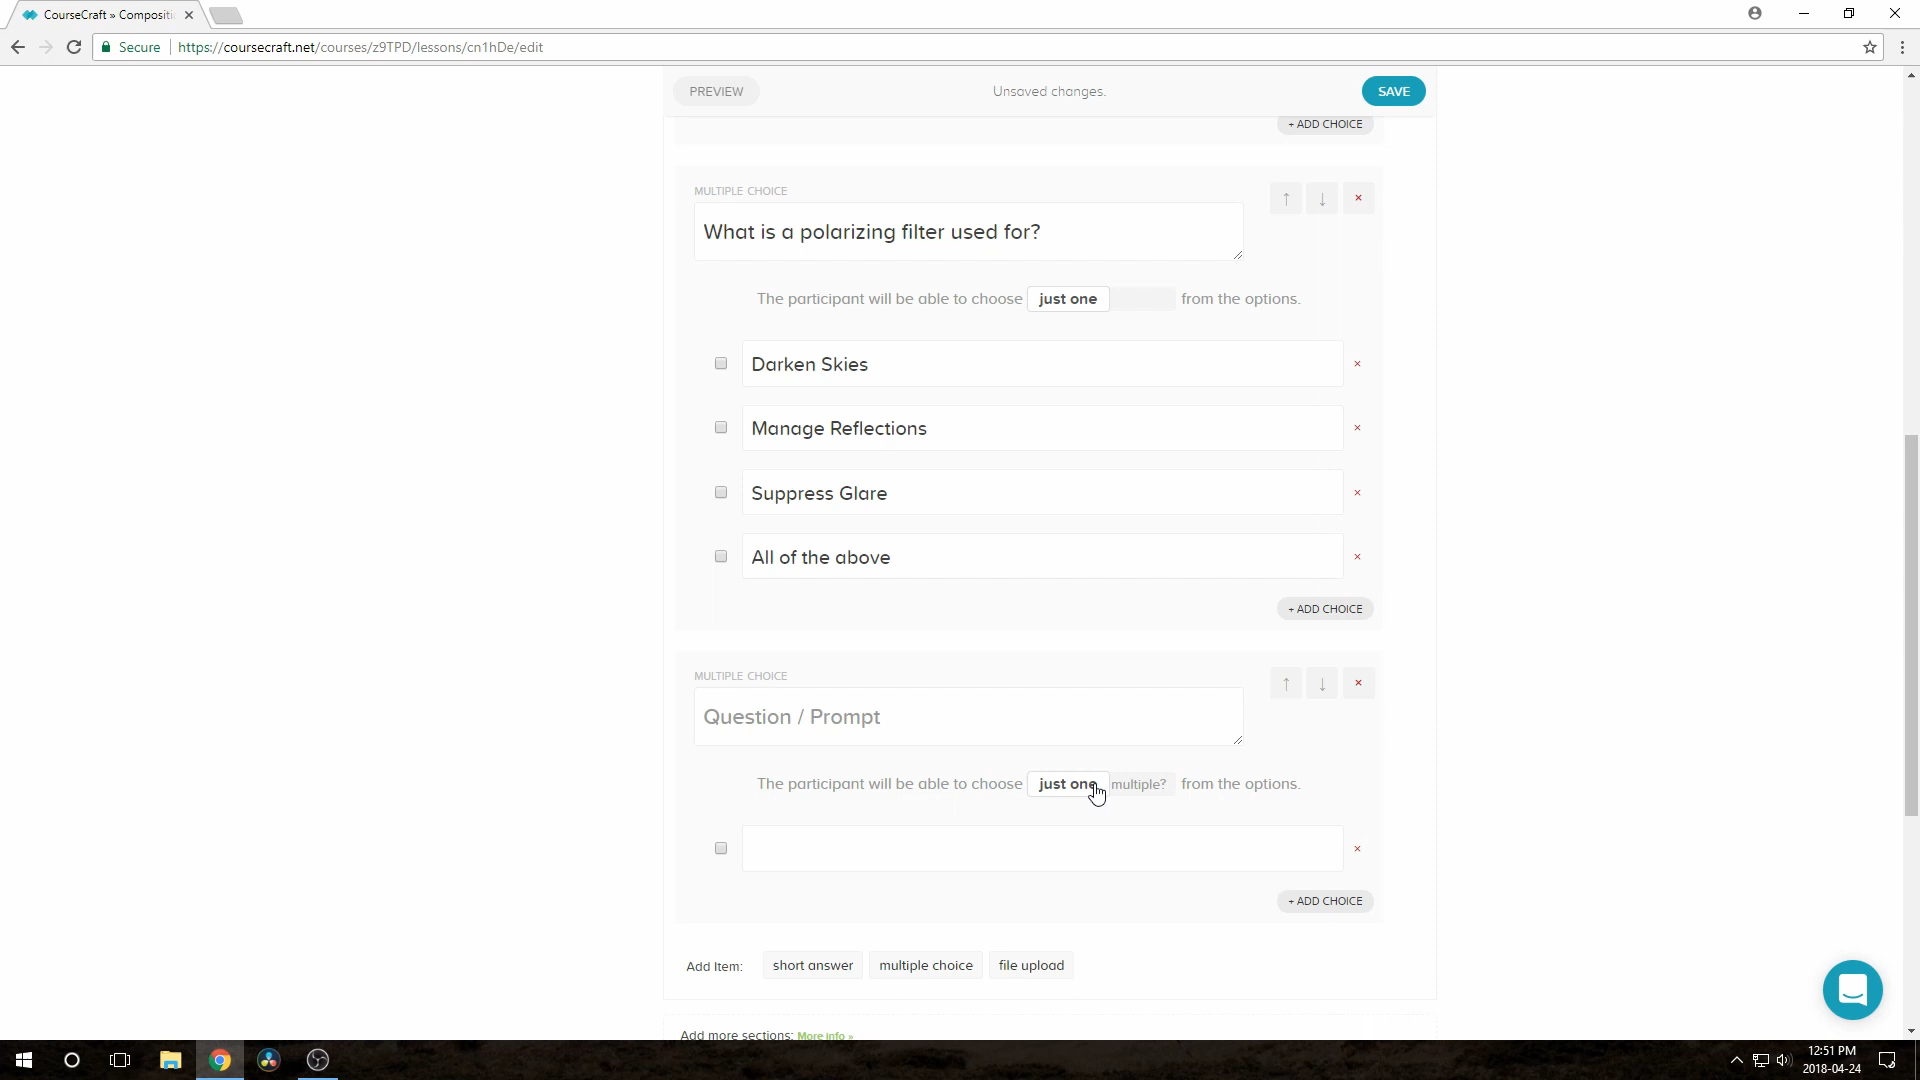 CourseCraft » Compositi
Secure
https://coursecraft.net/courses/z9TPD/lessons/cn1hDe/edit
PREVIEW
Unsaved changes.
SAVE
+ ADD CHOICE
MULTIPLE CHOICE
What is a polarizing filter used for?
The participant will be able to choose just one from the options.
Darken Skies
Manage Reflections
Suppress Glare
All of the above
+ ADD CHOICE
MULTIPLE CHOICE
Question / Prompt
The participant will be able to choose just one multiple? from the options.
+ ADD CHOICE
Add Item: short answer multiple choice file upload
Add more sections: More info »
12:51 PM
2018-04-24